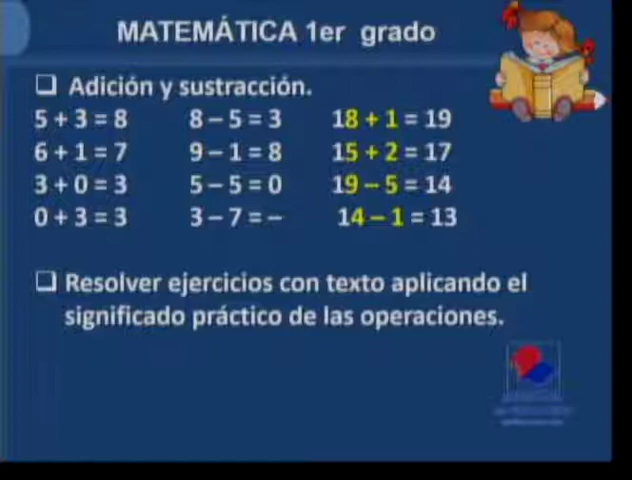 MATEMÁTICA 1er grado
❑ Adición y sustracción.
5 + 3 = 8 8 – 5 = 3 18 + 1 = 19
6 + 1 = 7 9 – 1 = 8 15 + 2 = 17
3 + 0 = 3 5 – 5 = 0 19 – 5 = 14
0 + 3 = 3 3 – 7 = – 14 – 1 = 13
❑ Resolver ejercicios con texto aplicando el
significado práctico de las operaciones.